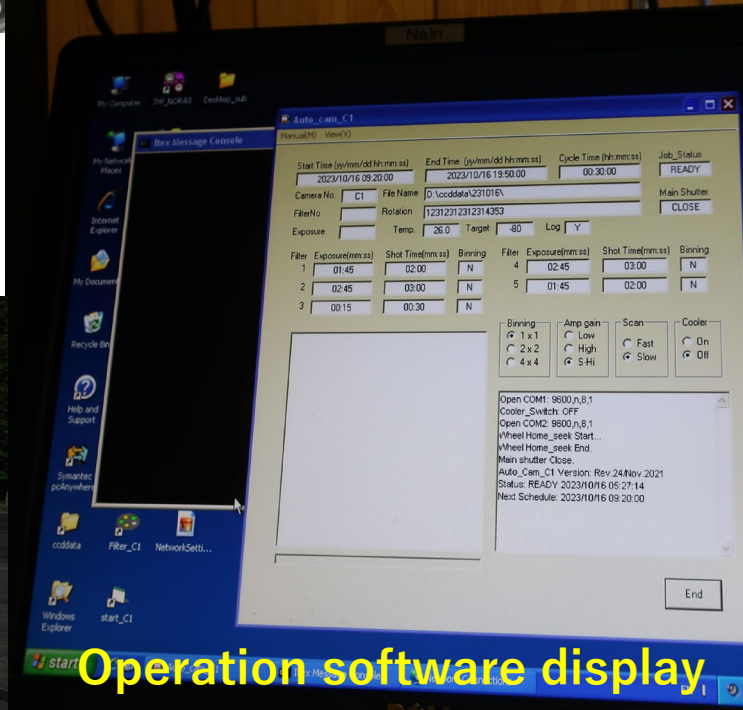 Nain
My Computer
DW_NORAS
Desktop_sub
Auto_cam_C1
Manual(M) View(V)
Itex Message Console
My Network
Places
Start Time (yy/mm/dd hh:mm:ss) End Time (yy/mm/dd hh:mm:ss) Cycle Time (hh:mm:ss) Job_Status
2023/10/16 09:20:00 2023/10/16 19:50:00 00:30:00 READY
Camera No. C1 File Name D:\ccddata\231016\ Main Shutter
FilterNo Rotation 12312312312314353 CLOSE
Exposure Temp. 26.0 Target -80 Log Y
Filter Exposure(mm:ss) Shot Time(mm:ss) Binning Filter Exposure(mm:ss) Shot Time(mm:ss) Binning
1 01:45 02:00 N 4 02:45 03:00 N
2 02:45 03:00 N 5 01:45 02:00 N
3 00:15 00:30 N
Binning Amp gain Scan Cooler
1 x 1 Low Fast On
2 x 2 High Slow Off
4 x 4 S-Hi
Open COM1: 9600,n,8,1
Cooler_Switch: OFF
Open COM2: 9600,n,8,1
Wheel Home_seek Start...
Wheel Home_seek End.
Main shutter Close.
Auto_Cam_C1 Version: Rev.24.Nov.2021
Status: READY 2023/10/16 05:27:14
Next Schedule: 2023/10/16 09:20:00
End
Internet
Explorer
My Document
Recycle Bin
Help and
Support
Symantec
pcAnywhere
ccddata
Filter_C1
NetworkSetti...
Windows
Explorer
start_C1
start
Operation software display